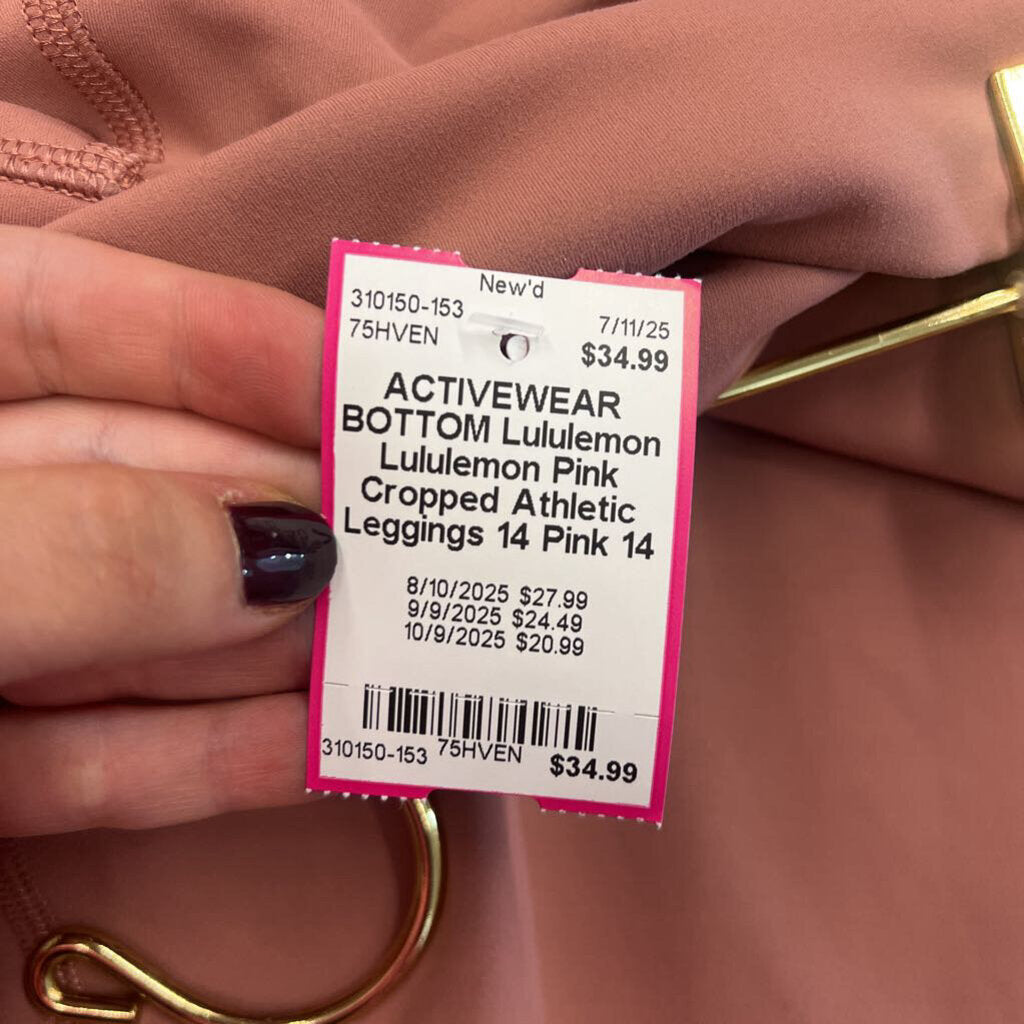 New'd
310150-153
75HVEN
7/11/25
$34.99
ACTIVEWEAR
BOTTOM Lululemon
Lululemon Pink
Cropped Athletic
Leggings 14 Pink 14
8/10/2025 $27.99
9/9/2025 $24.49
10/9/2025 $20.99
310150-153 75HVEN $34.99